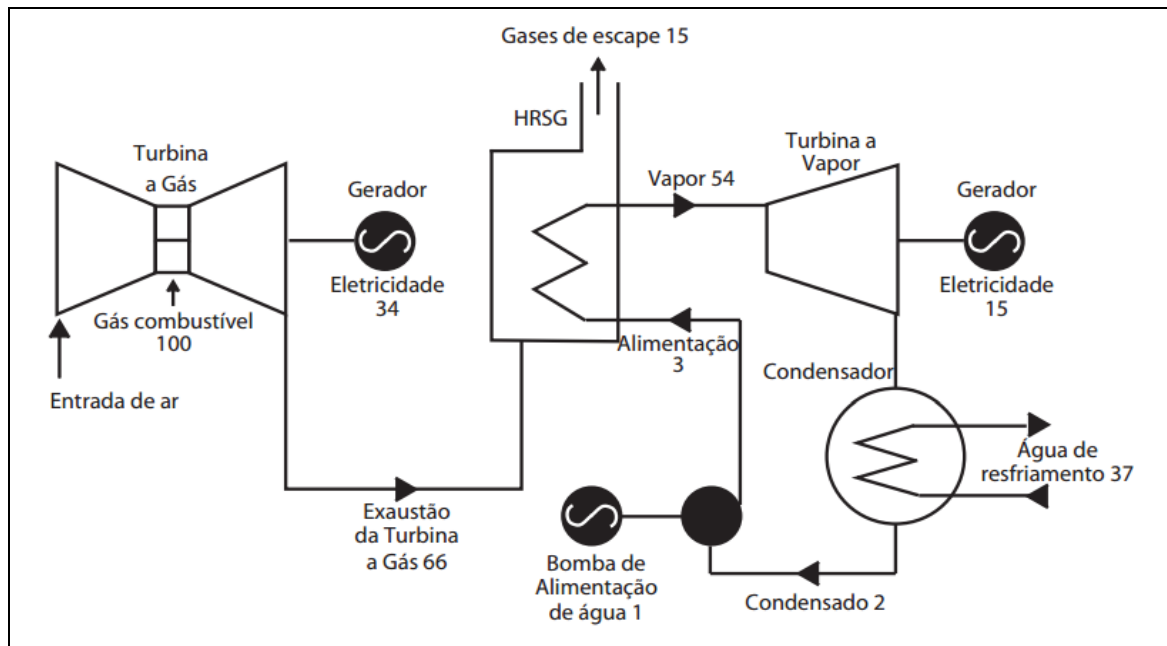 Gases de escape 15
HRSG
Turbina
a Gás
Gerador
Eletricidade
34
Gás combustível
100
Entrada de ar
Vapor 54
Turbina a
Vapor
Gerador
Eletricidade
15
Alimentação
3
Condensador
Água de
resfriamento 37
Exaustão
da Turbina
a Gás 66
Bomba de
Alimentação
de água 1
Condensado 2